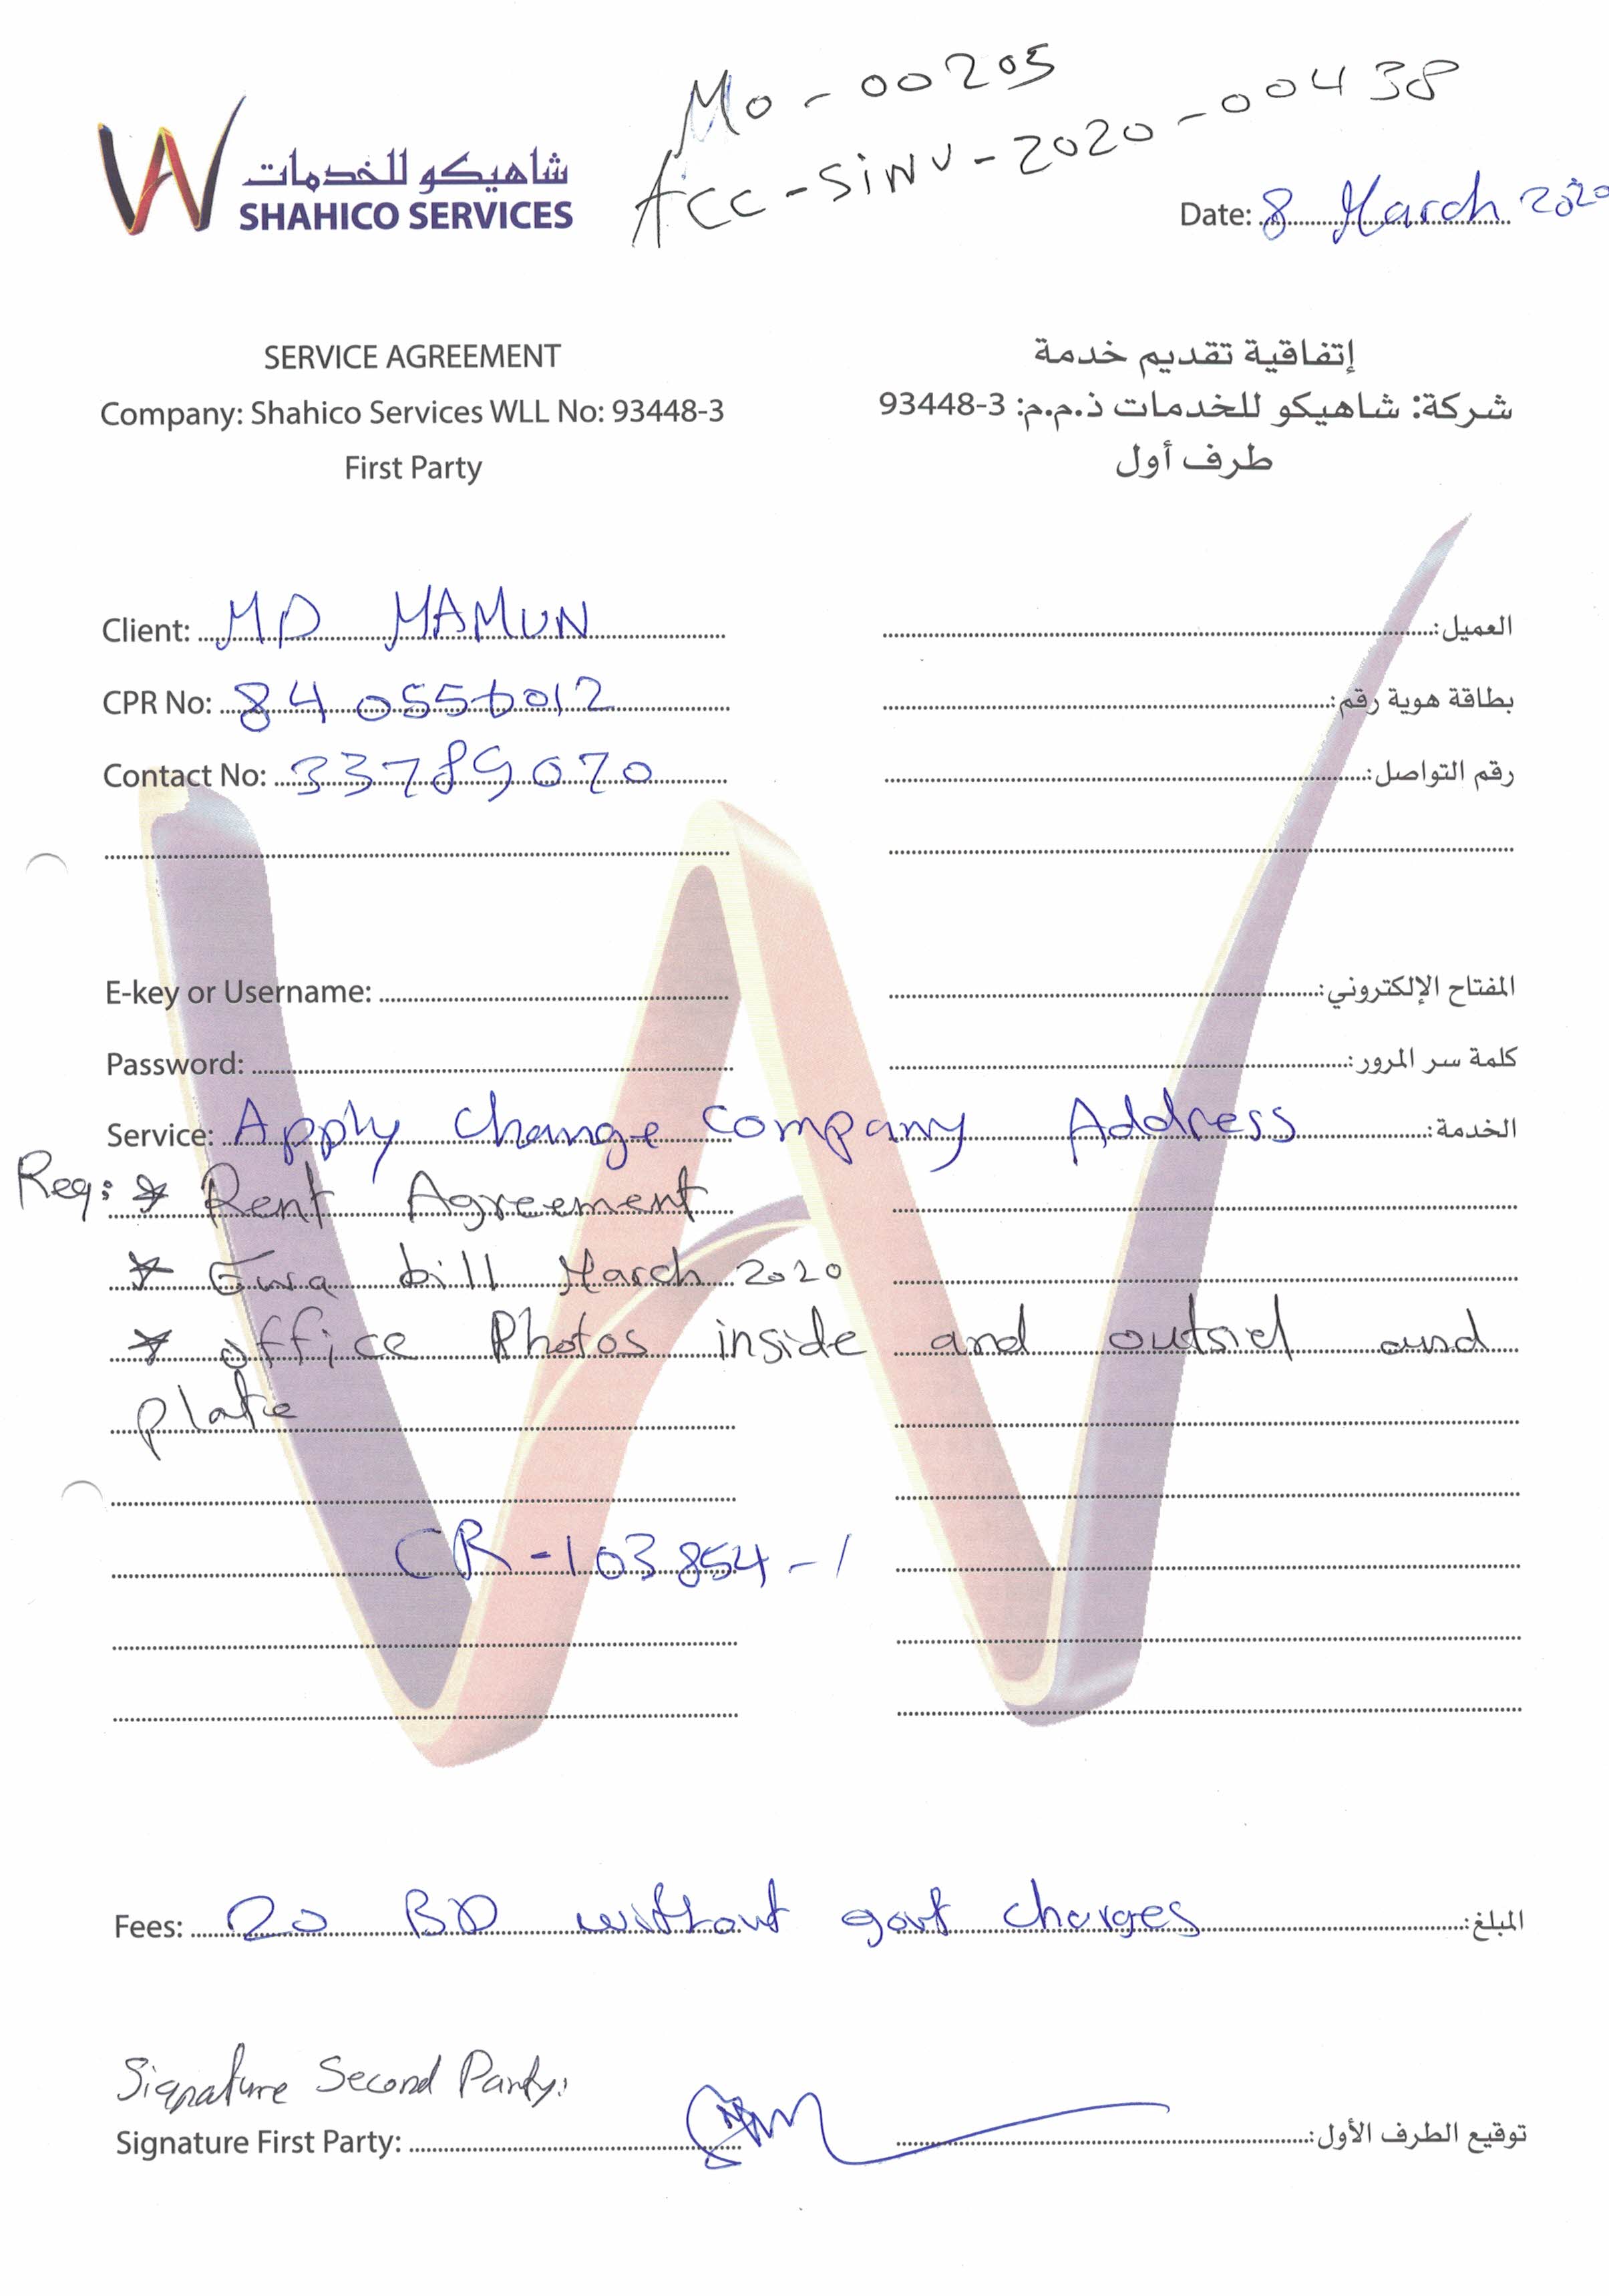 Mo - 00205
Acc-SiNV-2020-00438
شاهيكو للخدمات
SHAHICO SERVICES
Date: 8 March 2020
SERVICE AGREEMENT
Company: Shahico Services WLL No: 93448-3
First Party
إتفاقية تقديم خدمة
شركة: شاهيكو للخدمات ذ.م.م: 3-93448
طرف أول
Client: MD MAMUN العميل:
CPR No: بطاقة هوية رقم:
Contact No: 33789070 رقم التواصل:
E-key or Username: المفتاح الإلكتروني:
Password: كلمة سر المرور:
Service: Apply Change Company Address الخدمة:
Req: * Rent Agreement
* Ewa bill March 2020
* office Photos inside and outsid and
plate
CR-103854-1
Fees: 20 BD without govt charges المبلغ:
Signature Second Party:
Signature First Party: توقيع الطرف الأول: